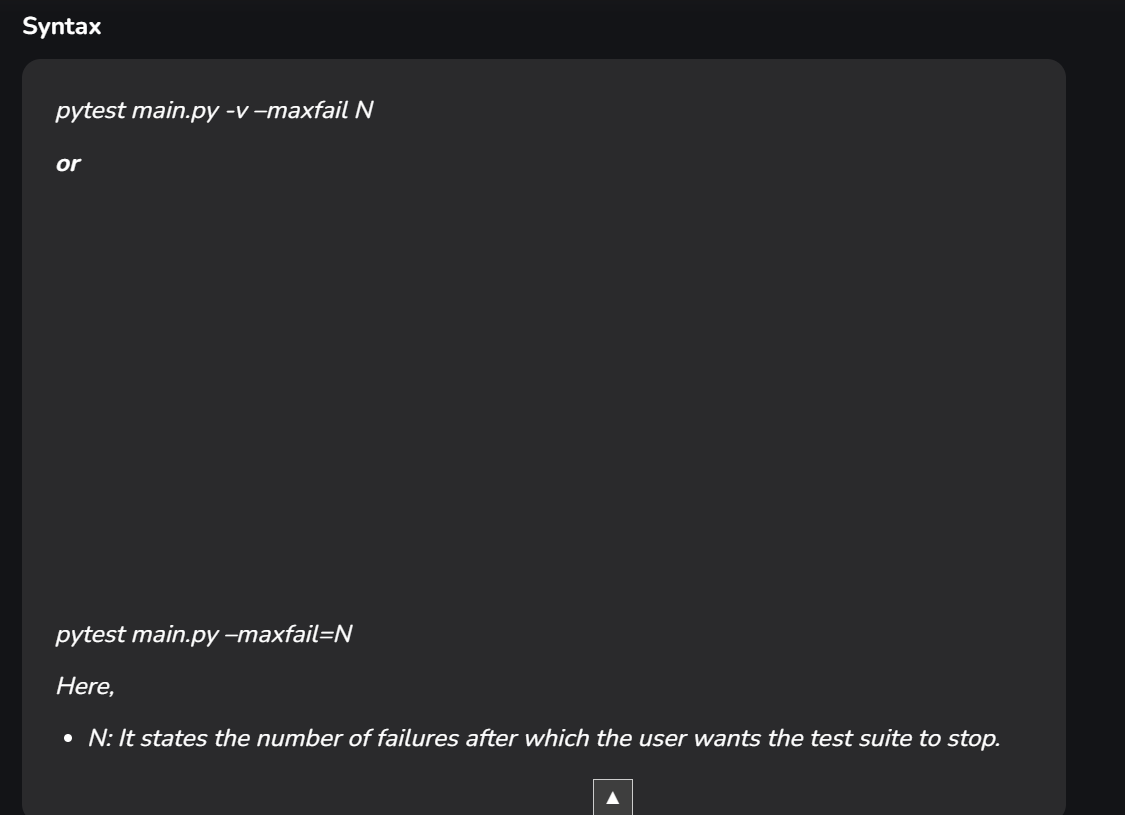 Syntax
pytest main.py -v –maxfail N
or
pytest main.py –maxfail=N
Here,
• N: It states the number of failures after which the user wants the test suite to stop.
▲